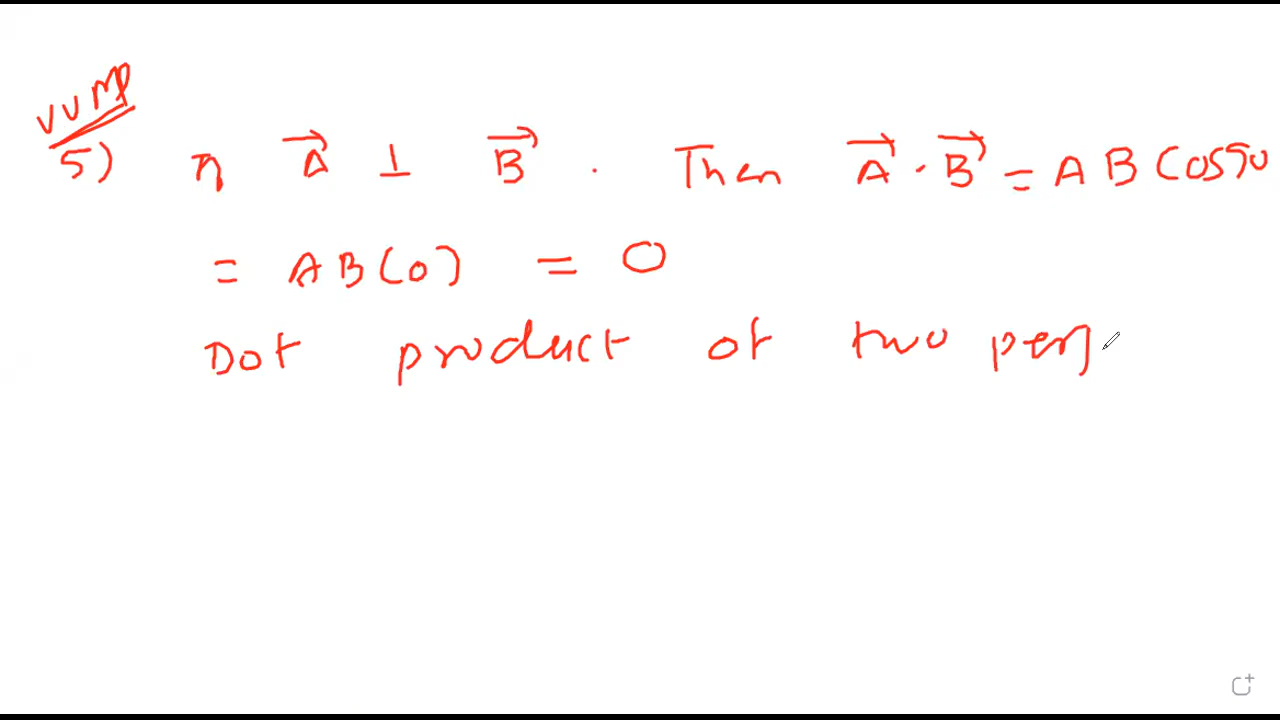 VVIMP
5) If A⃗ ⊥ B⃗ . Then A⃗ · B⃗ = A B Cos90
= A B (0) = 0
Dot product of two perp